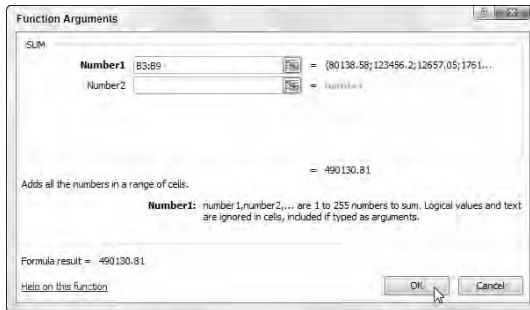 Function Arguments
SUM
Number1 B3:B9 = {80138.58;123456.2;12657.05;1761...
Number2 = number
= 490130.81
Adds all the numbers in a range of cells.
Number1: number1,number2,... are 1 to 255 numbers to sum. Logical values and text
are ignored in cells, included if typed as arguments.
Formula result = 490130.81
Help on this function
OK Cancel